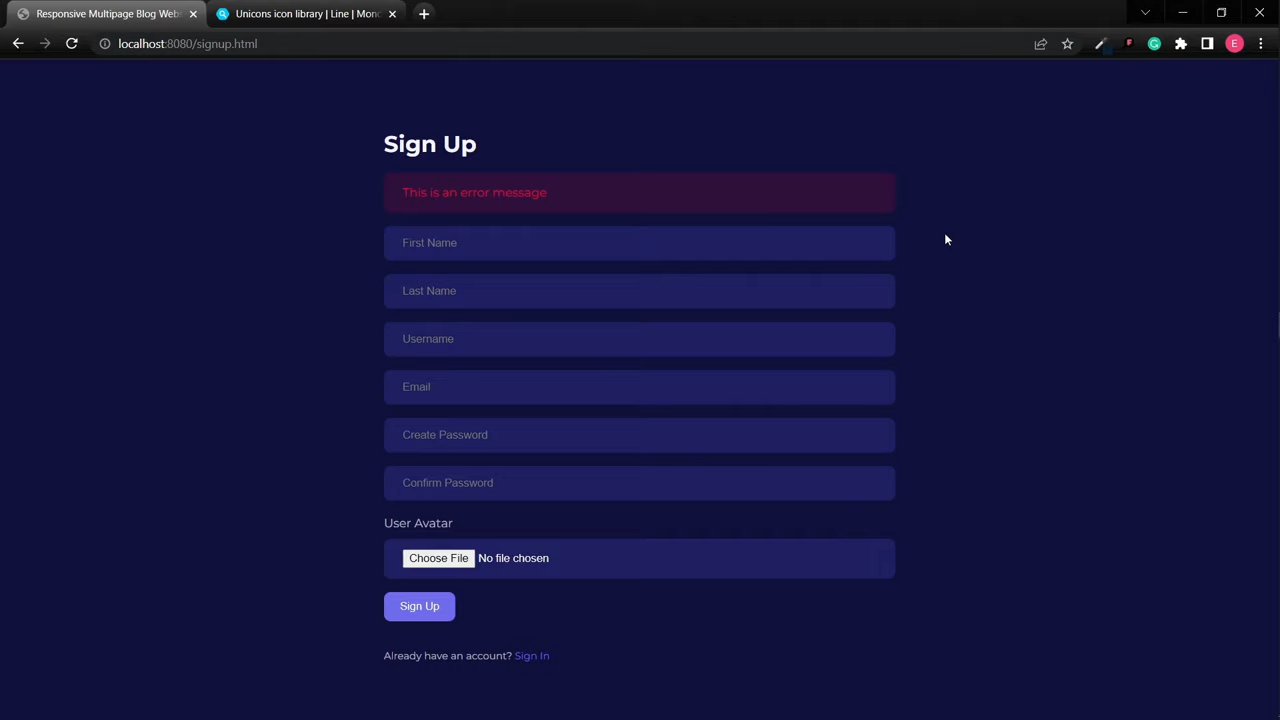 Responsive Multipage Blog Webs
Unicons icon library | Line | Mono
localhost:8080/signup.html
F
G
E
Sign Up
This is an error message
First Name
Last Name
Username
Email
Create Password
Confirm Password
User Avatar
Choose File No file chosen
Sign Up
Already have an account? Sign In